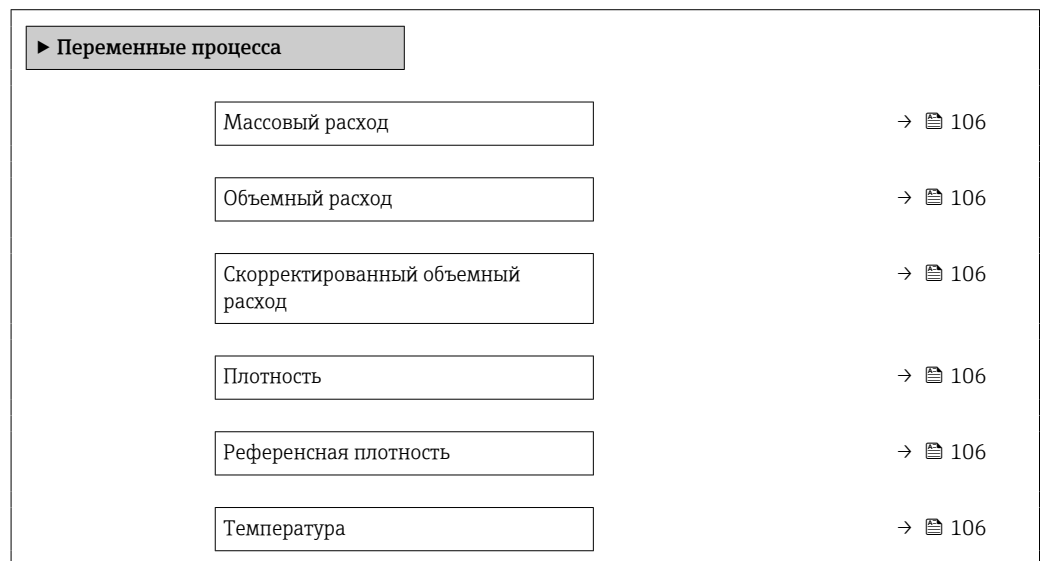 ▶ Переменные процесса
Массовый расход → 106
Объемный расход → 106
Скорректированный объемный → 106
расход
Плотность → 106
Референсная плотность → 106
Температура → 106